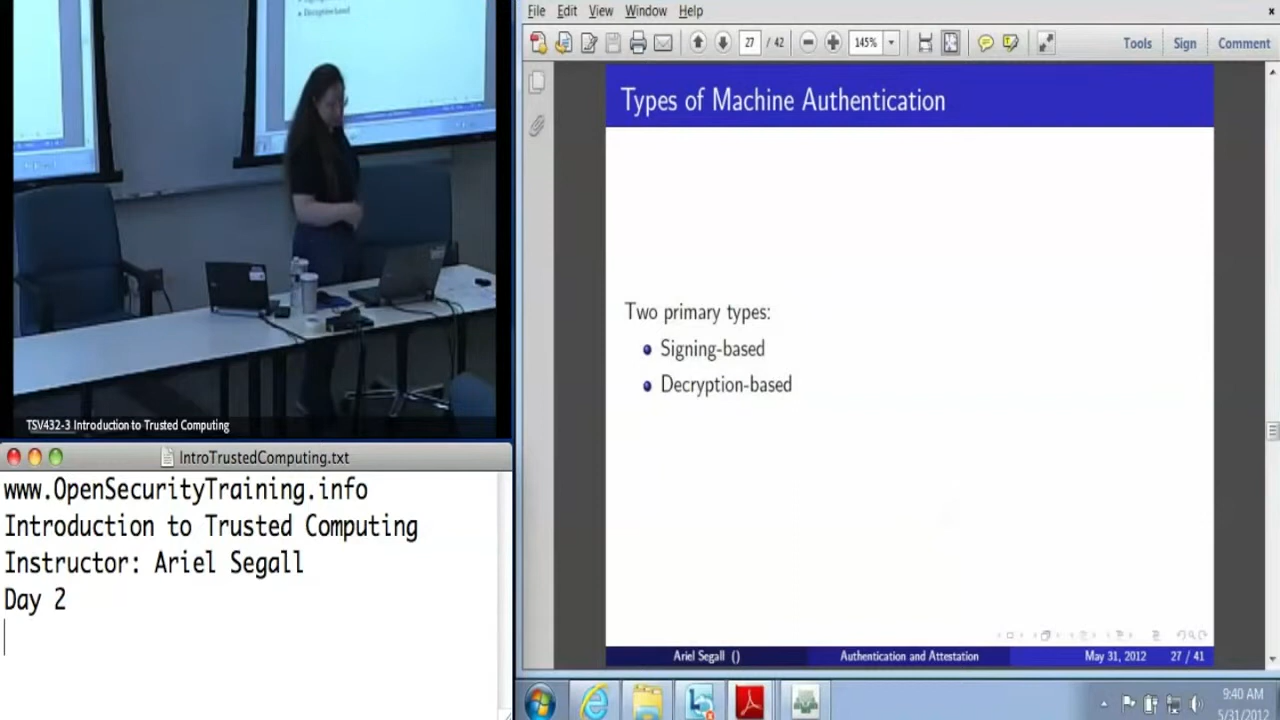 Decryption-based
TSV432-3 Introduction to Trusted Computing
IntroTrustedComputing.txt
www.OpenSecurityTraining.info
Introduction to Trusted Computing
Instructor: Ariel Segall
Day 2
File Edit View Window Help
27 / 42
145%
Tools Sign Comment
Types of Machine Authentication
Two primary types:
Signing-based
Decryption-based
Ariel Segall () Authentication and Attestation May 31, 2012 27 / 41
9:40 AM
5/31/2012